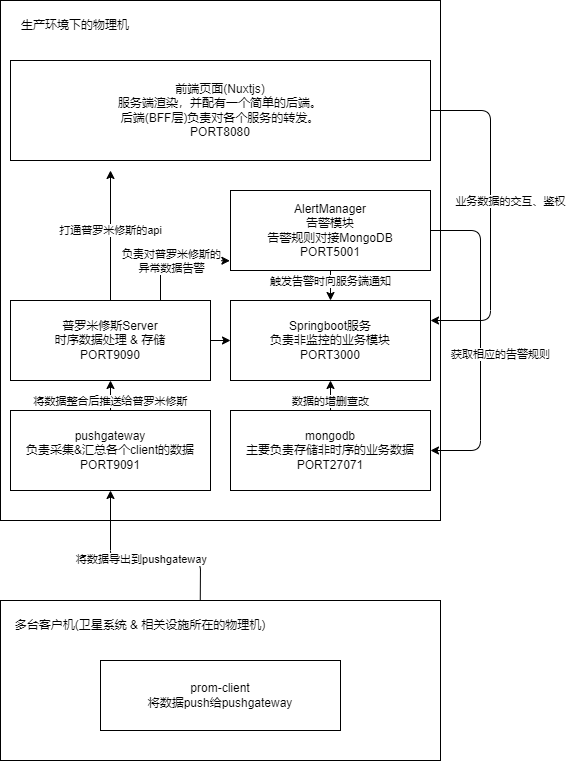 生产环境下的物理机
前端页面(Nuxtjs)
服务端渲染，并配有一个简单的后端。
后端(BFF层)负责对各个服务的转发。
PORT8080
业务数据的交互、鉴权
打通普罗米修斯的api
AlertManager
告警模块
告警规则对接MongoDB
PORT5001
负责对普罗米修斯的
异常数据告警
触发告警时向服务端通知
普罗米修斯Server
时序数据处理 & 存储
PORT9090
Springboot服务
负责非监控的业务模块
PORT3000
获取相应的告警规则
将数据整合后推送给普罗米修斯
数据的增删查改
pushgateway
负责采集&汇总各个client的数据
PORT9091
mongodb
主要负责存储非时序的业务数据
PORT27071
将数据导出到pushgateway
多台客户机(卫星系统 & 相关设施所在的物理机)
prom-client
将数据push给pushgateway